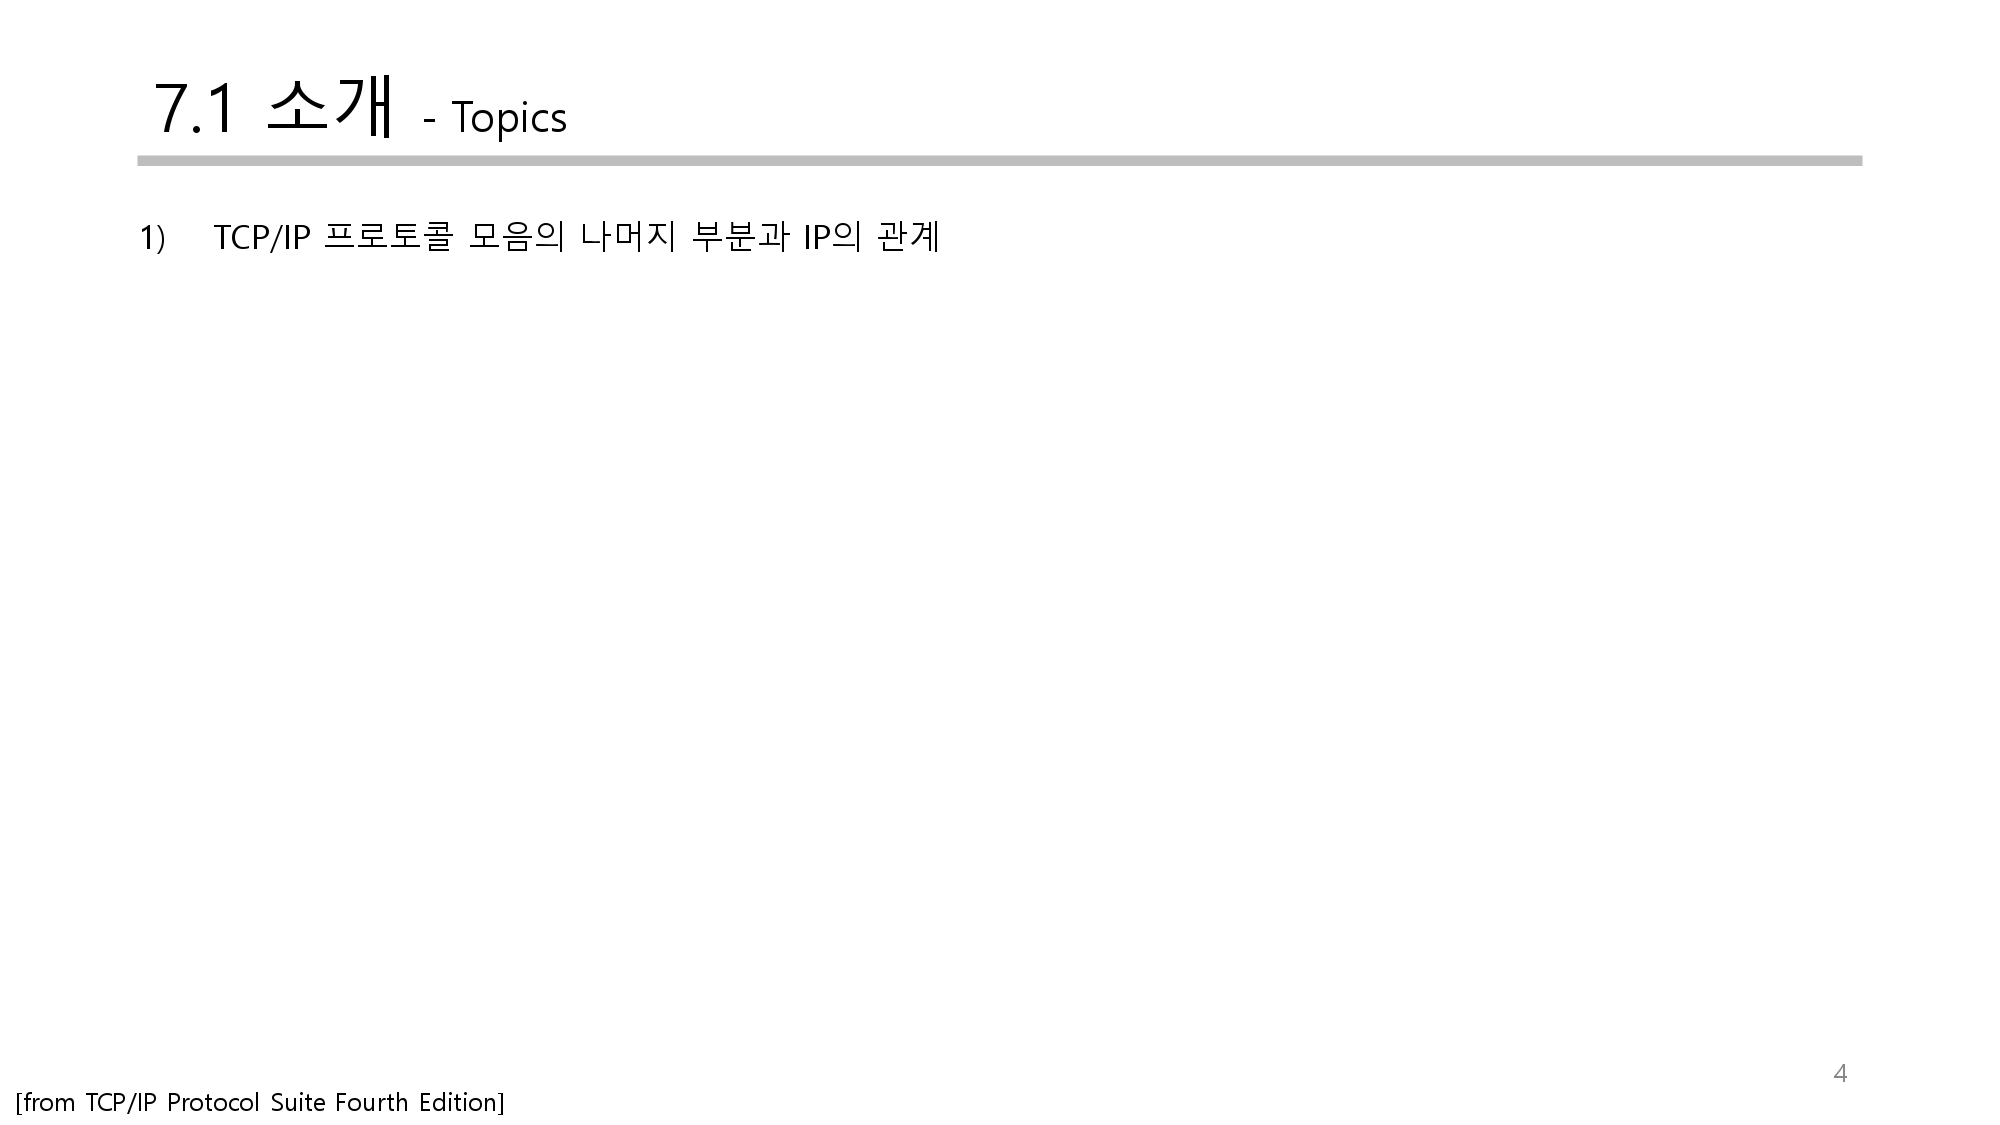 7.1 소개 - Topics
1) TCP/IP 프로토콜 모음의 나머지 부분과 IP의 관계
4
[from TCP/IP Protocol Suite Fourth Edition]